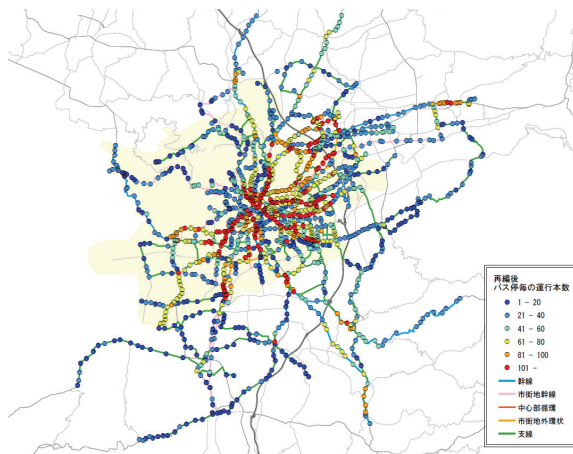 再編後
バス停毎の運行本数
1 - 20
21 - 40
41 - 60
61 - 80
81 - 100
101 -
幹線
市街地幹線
中心部循環
市街地外環状
支線